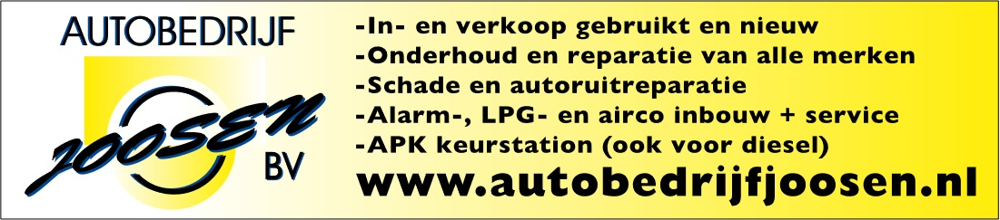 AUTOBEDRIJF
JOOSEN
BV
-In- en verkoop gebruikt en nieuw
-Onderhoud en reparatie van alle merken
-Schade en autoruitreparatie
-Alarm-, LPG- en airco inbouw + service
-APK keurstation (ook voor diesel)
www.autobedrijfjoosen.nl